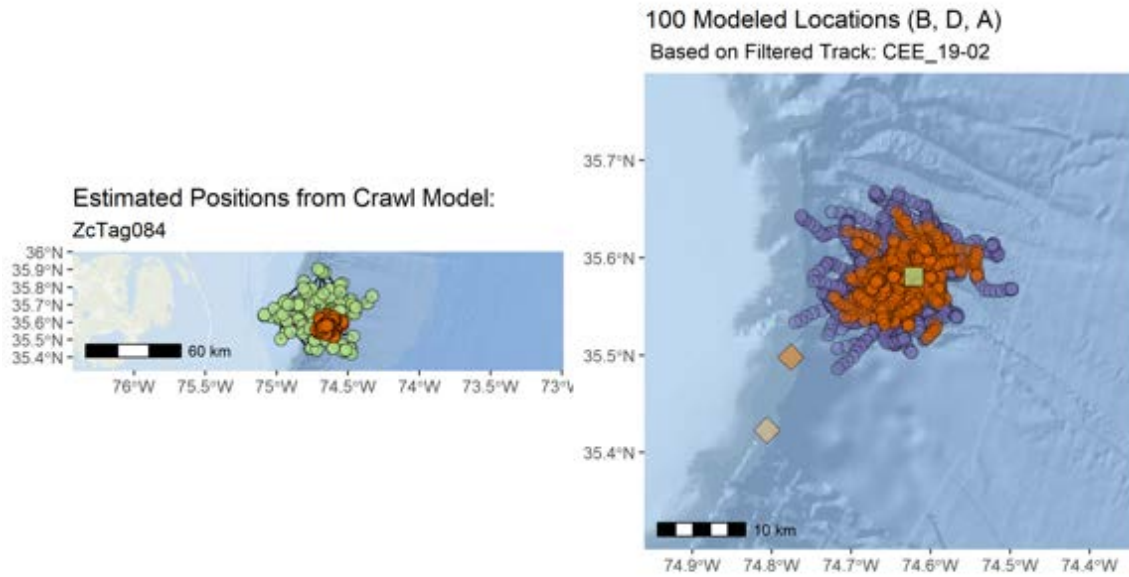 Estimated Positions from Crawl Model:
ZcTag084
36°N
35.9°N
35.8°N
35.7°N
35.6°N
35.5°N
35.4°N
60 km
76°W 75.5°W 75°W 74.5°W 74°W 73.5°W 73°W
100 Modeled Locations (B, D, A)
Based on Filtered Track: CEE_19-02
35.7°N
35.6°N
35.5°N
35.4°N
10 km
74.9°W 74.8°W 74.7°W 74.6°W 74.5°W 74.4°W